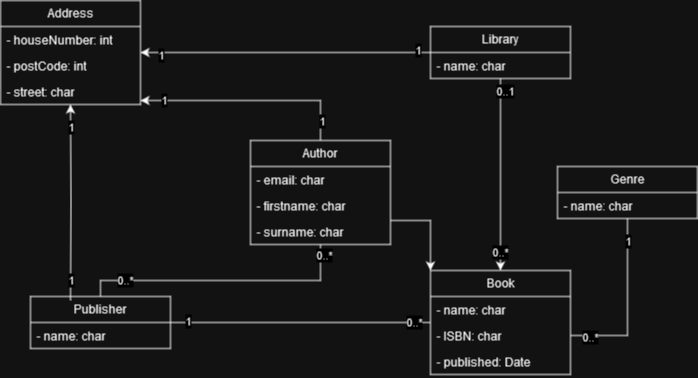 Address
- houseNumber: int
- postCode: int
- street: char
1
1
Library
- name: char
0..1
1
1
1
1
Author
- email: char
- firstname: char
- surname: char
Genre
- name: char
1
0..*
0..*
0..*
1
Publisher
- name: char
1
0..*
Book
- name: char
- ISBN: char
- published: Date
0..*